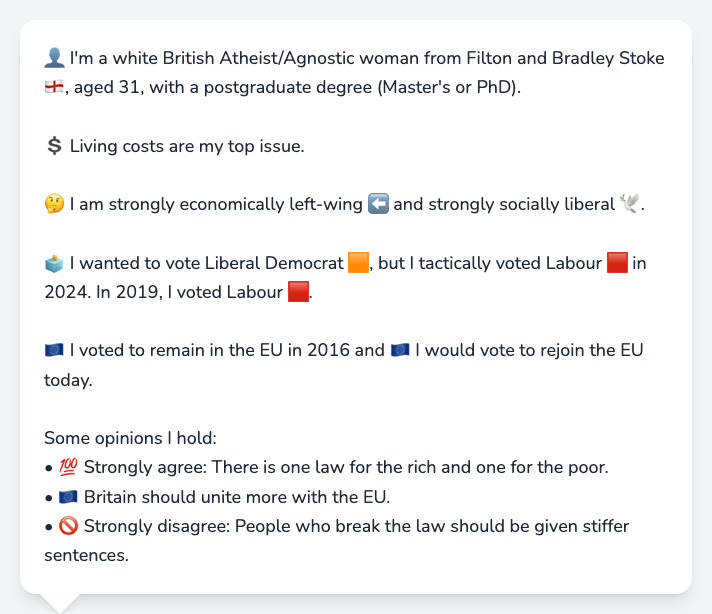 👤 I'm a white British Atheist/Agnostic woman from Filton and Bradley Stoke
🏴󠁧󠁢󠁥󠁮󠁧󠁿, aged 31, with a postgraduate degree (Master's or PhD).
💲 Living costs are my top issue.
🤔 I am strongly economically left-wing ⬅️ and strongly socially liberal 🕊️.
🗳️ I wanted to vote Liberal Democrat 🟧, but I tactically voted Labour 🟥 in
2024. In 2019, I voted Labour 🟥.
🇪🇺 I voted to remain in the EU in 2016 and 🇪🇺 I would vote to rejoin the EU
today.
Some opinions I hold:
• 💯 Strongly agree: There is one law for the rich and one for the poor.
• 🇪🇺 Britain should unite more with the EU.
• 🚫 Strongly disagree: People who break the law should be given stiffer
sentences.